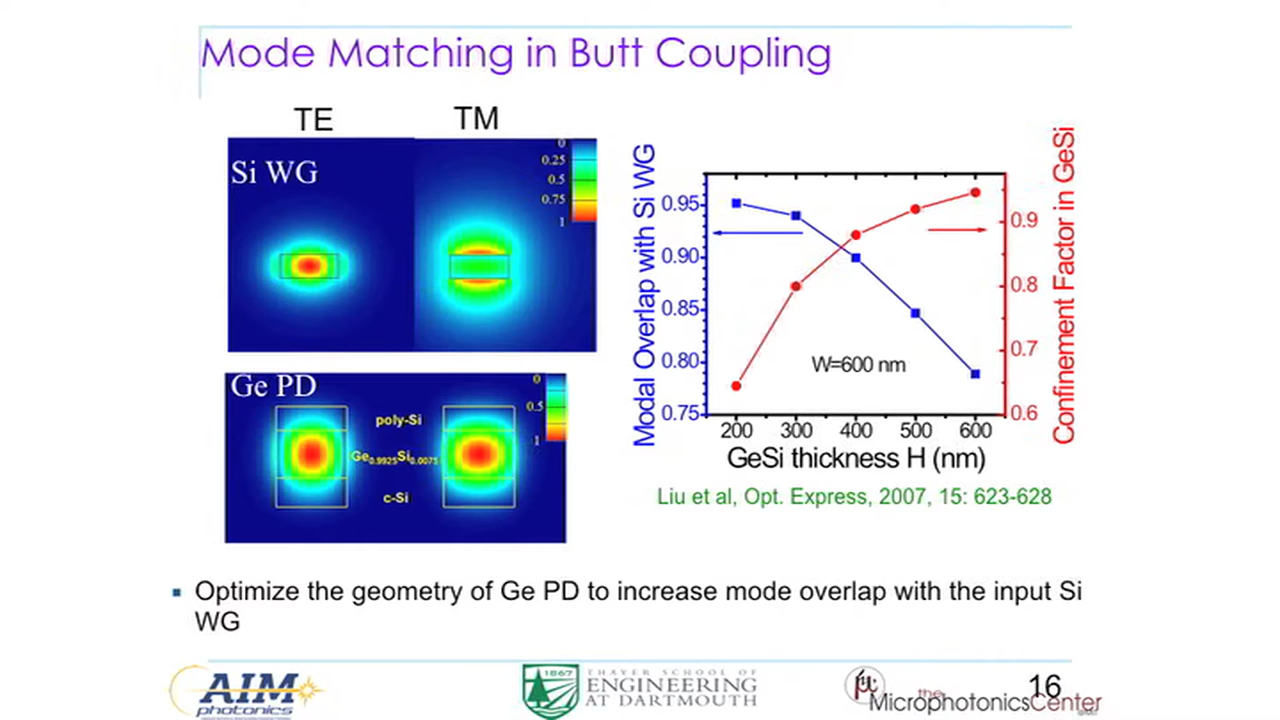 Mode Matching in Butt Coupling
TE
TM
Si WG
0
0.25
0.5
0.75
1
Ge PD
0
0.5
1
poly-Si
Ge0.9925Si0.0075
c-Si
Modal Overlap with Si WG
0.95
0.90
0.85
0.80
0.75
W=600 nm
0.9
0.8
0.7
0.6
Confinement Factor in GeSi
200 300 400 500 600
GeSi thickness H (nm)
Liu et al, Opt. Express, 2007, 15: 623-628
▪ Optimize the geometry of Ge PD to increase mode overlap with the input Si
WG
AIM
photonics
1867
THAYER SCHOOL OF
ENGINEERING
AT DARTMOUTH
μ
the
MicrophotonicsCenter
16